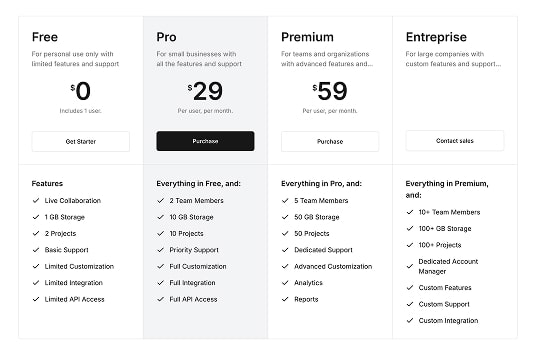 Free
For personal use only with
limited features and support
$0
Includes 1 user.
Get Starter
Features
Live Collaboration
1 GB Storage
2 Projects
Basic Support
Limited Customization
Limited Integration
Limited API Access
Pro
For small businesses with
all the features and support
$29
Per user, per month.
Purchase
Everything in Free, and:
2 Team Members
10 GB Storage
10 Projects
Priority Support
Full Customization
Full Integration
Full API Access
Premium
For teams and organizations
with advanced features and...
$59
Per user, per month.
Purchase
Everything in Pro, and:
5 Team Members
50 GB Storage
50 Projects
Dedicated Support
Advanced Customization
Analytics
Reports
Entreprise
For large companies with
custom features and support...
Contact sales
Everything in Premium,
and:
10+ Team Members
100+ GB Storage
100+ Projects
Dedicated Account
Manager
Custom Features
Custom Support
Custom Integration